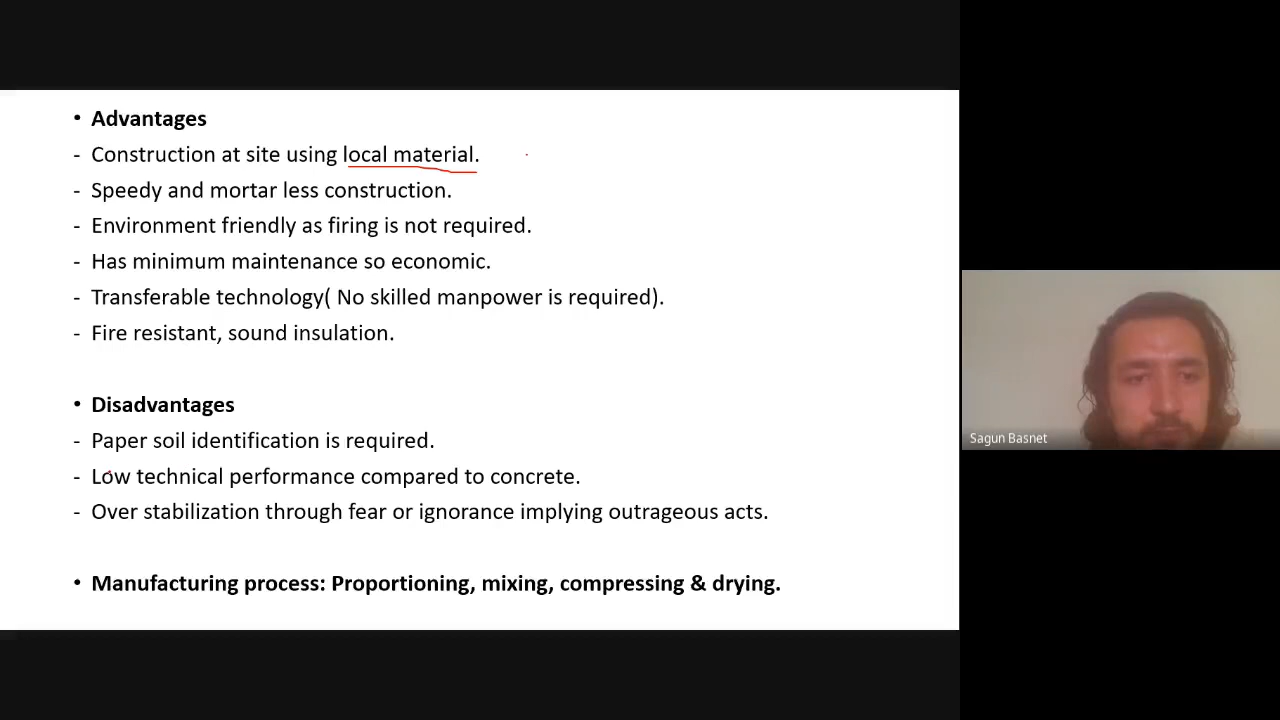 • Advantages
- Construction at site using local material.
- Speedy and mortar less construction.
- Environment friendly as firing is not required.
- Has minimum maintenance so economic.
- Transferable technology( No skilled manpower is required).
- Fire resistant, sound insulation.
• Disadvantages
- Paper soil identification is required.
- Low technical performance compared to concrete.
- Over stabilization through fear or ignorance implying outrageous acts.
• Manufacturing process: Proportioning, mixing, compressing & drying.
Sagun Basnet